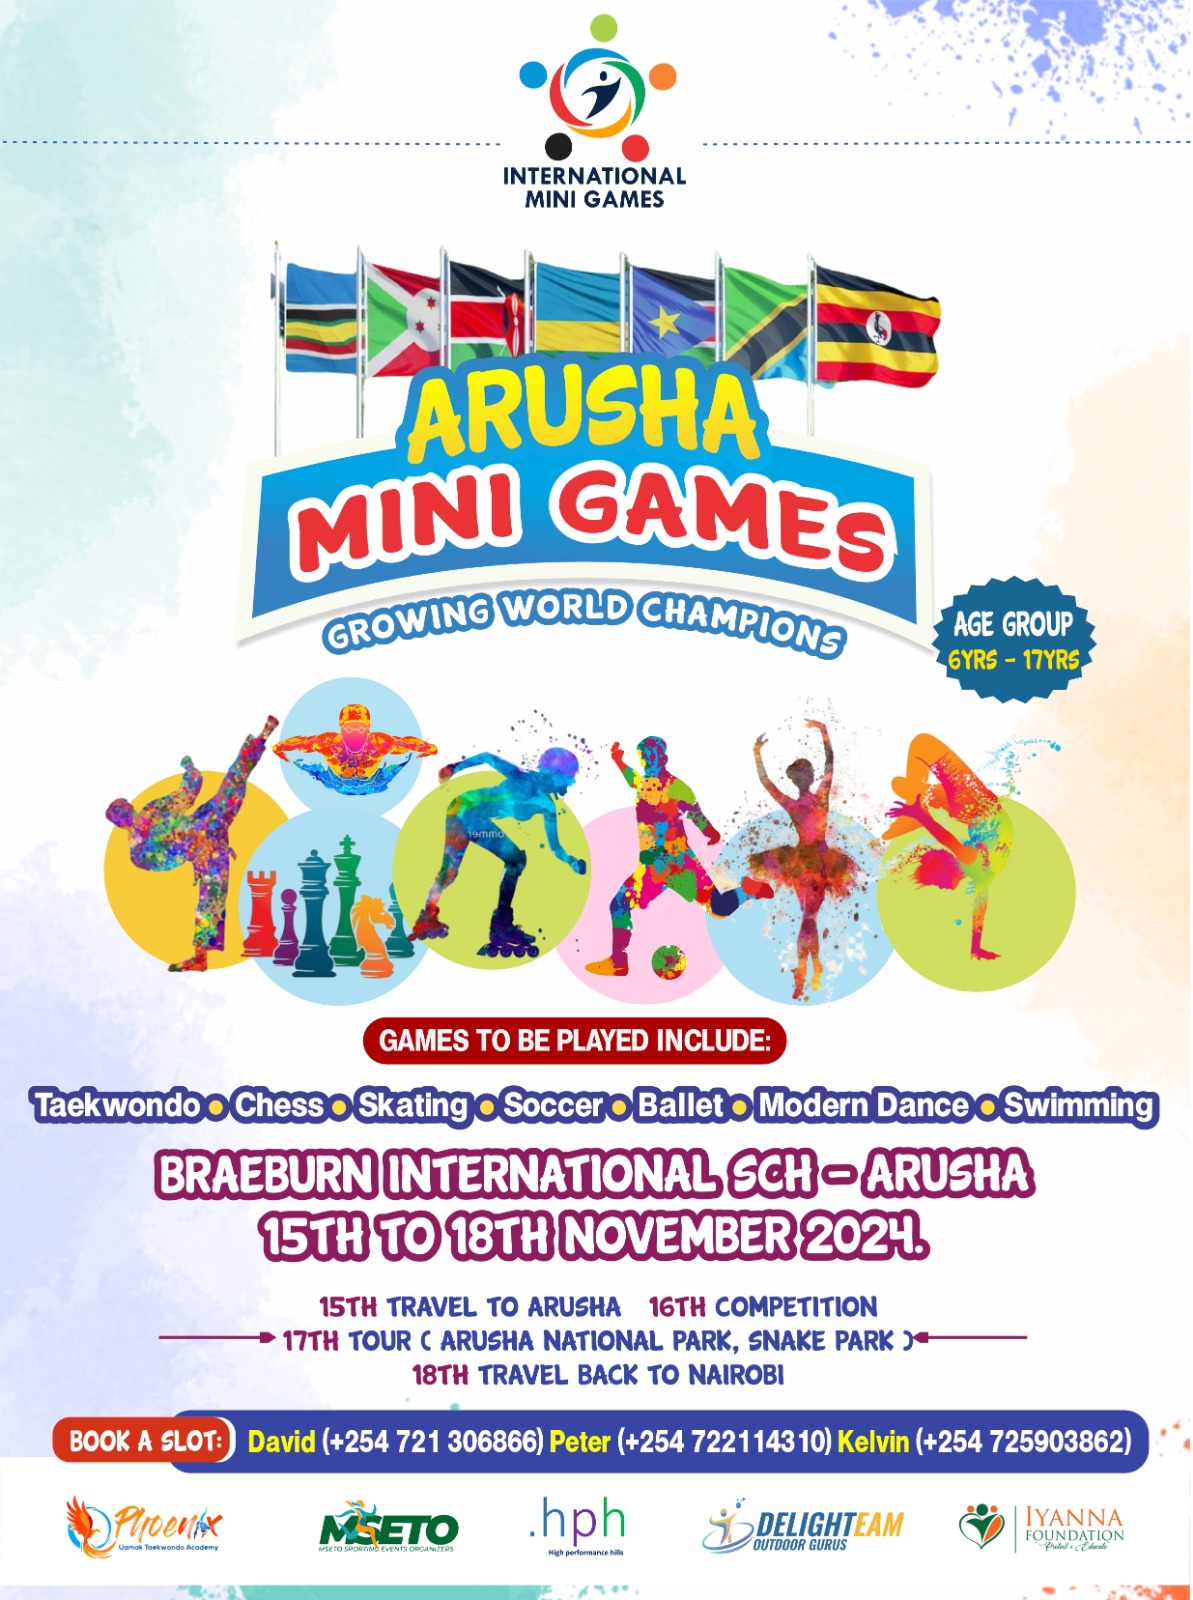 INTERNATIONAL
MINI GAMES
ARUSHA
MINI GAMES
GROWING WORLD CHAMPIONS
AGE GROUP
6YRS - 17YRS
GAMES TO BE PLAYED INCLUDE:
Taekwondo • Chess • Skating • Soccer • Ballet • Modern Dance • Swimming
BRAEBURN INTERNATIONAL SCH - ARUSHA
15TH TO 18TH NOVEMBER 2024.
15TH TRAVEL TO ARUSHA 16TH COMPETITION
17TH TOUR ( ARUSHA NATIONAL PARK, SNAKE PARK )
18TH TRAVEL BACK TO NAIROBI
BOOK A SLOT: David (+254 721 306866) Peter (+254 722114310) Kelvin (+254 725903862)
Phoenix
Uamak Taekwondo Academy
MSETO
MSETO SPORTING EVENTS ORGANIZERS
.hph
High performance hills
DELIGHTEAM
OUTDOOR GURUS
IYANNA
FOUNDATION
Protect & Educate